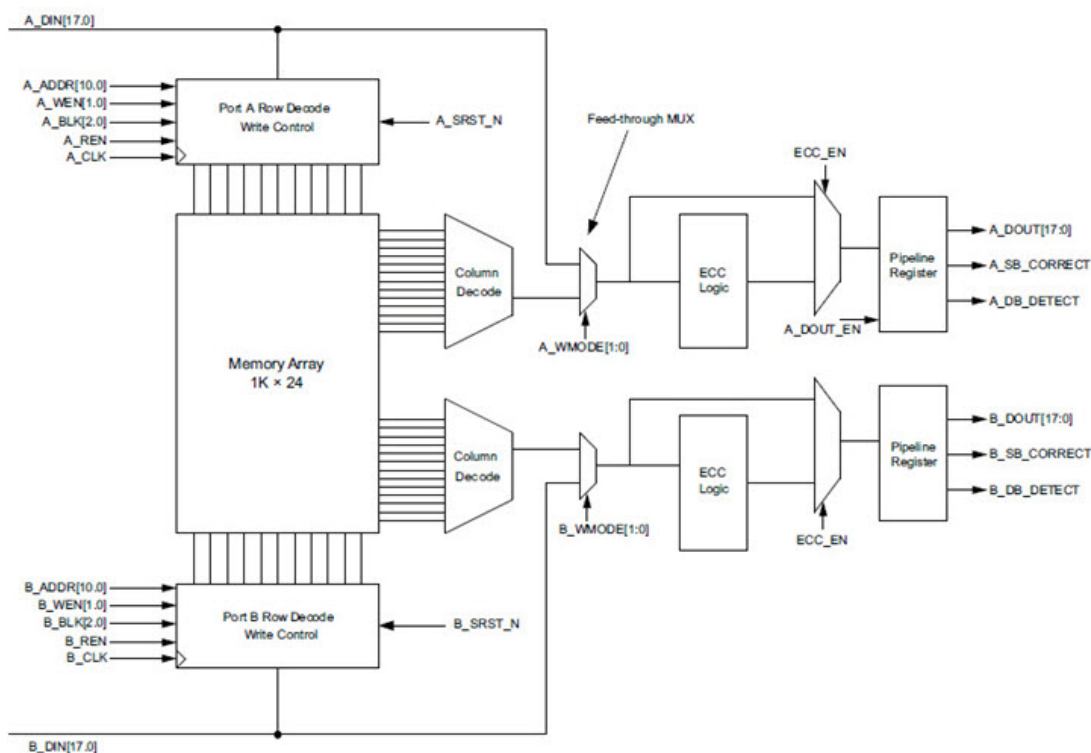 A_DIN[17.0]
A_ADDR[10.0]
A_WEN[1.0]
A_BLK[2.0]
A_REN
A_CLK
Port A Row Decode
Write Control
A_SRST_N
Feed-through MUX
ECC_EN
Column
Decode
ECC
Logic
Pipeline
Register
A_DOUT[17:0]
A_SB_CORRECT
A_DB_DETECT
A_DOUT_EN
A_WMODE[1:0]
Memory Array
1K × 24
Column
Decode
ECC
Logic
Pipeline
Register
B_DOUT[17:0]
B_SB_CORRECT
B_DB_DETECT
B_WMODE[1:0]
ECC_EN
B_ADDR[10.0]
B_WEN[1.0]
B_BLK[2.0]
B_REN
B_CLK
Port B Row Decode
Write Control
B_SRST_N
B_DIN[17.0]